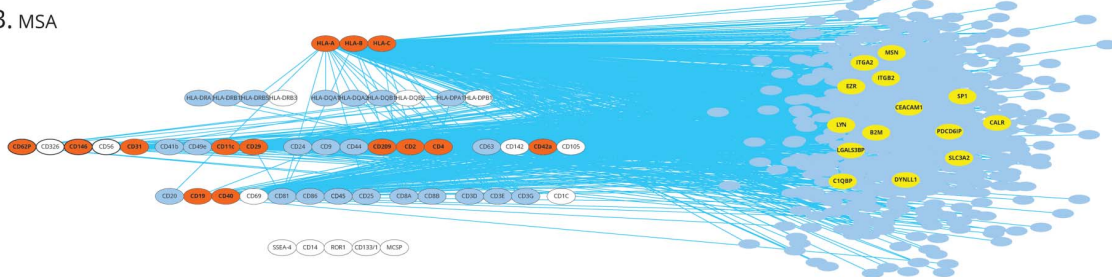 B. MSA
HLA-A HLA-B HLA-C
HLA-DRA HLA-DRB1 HLA-DRB5 HLA-DRB3 HLA-DQA1 HLA-DQA2 HLA-DQB1 HLA-DQB2 HLA-DPA1 HLA-DPB1
CD62P CD326 CD146 CD56 CD31 CD41b CD49e CD11c CD29 CD24 CD9 CD44 CD209 CD2 CD4 CD63 CD142 CD42a CD105
CD20 CD19 CD40 CD69 CD81 CD86 CD45 CD25 CD8A CD8B CD3D CD3E CD3G CD1C
SSEA-4 CD14 ROR1 CD133/1 MCSP
MSN
ITGA2
ITGB2
EZR
SP1
CEACAM1
CALR
LYN
B2M
PDCD6IP
LGALS3BP
SLC3A2
C1QBP
DYNLL1